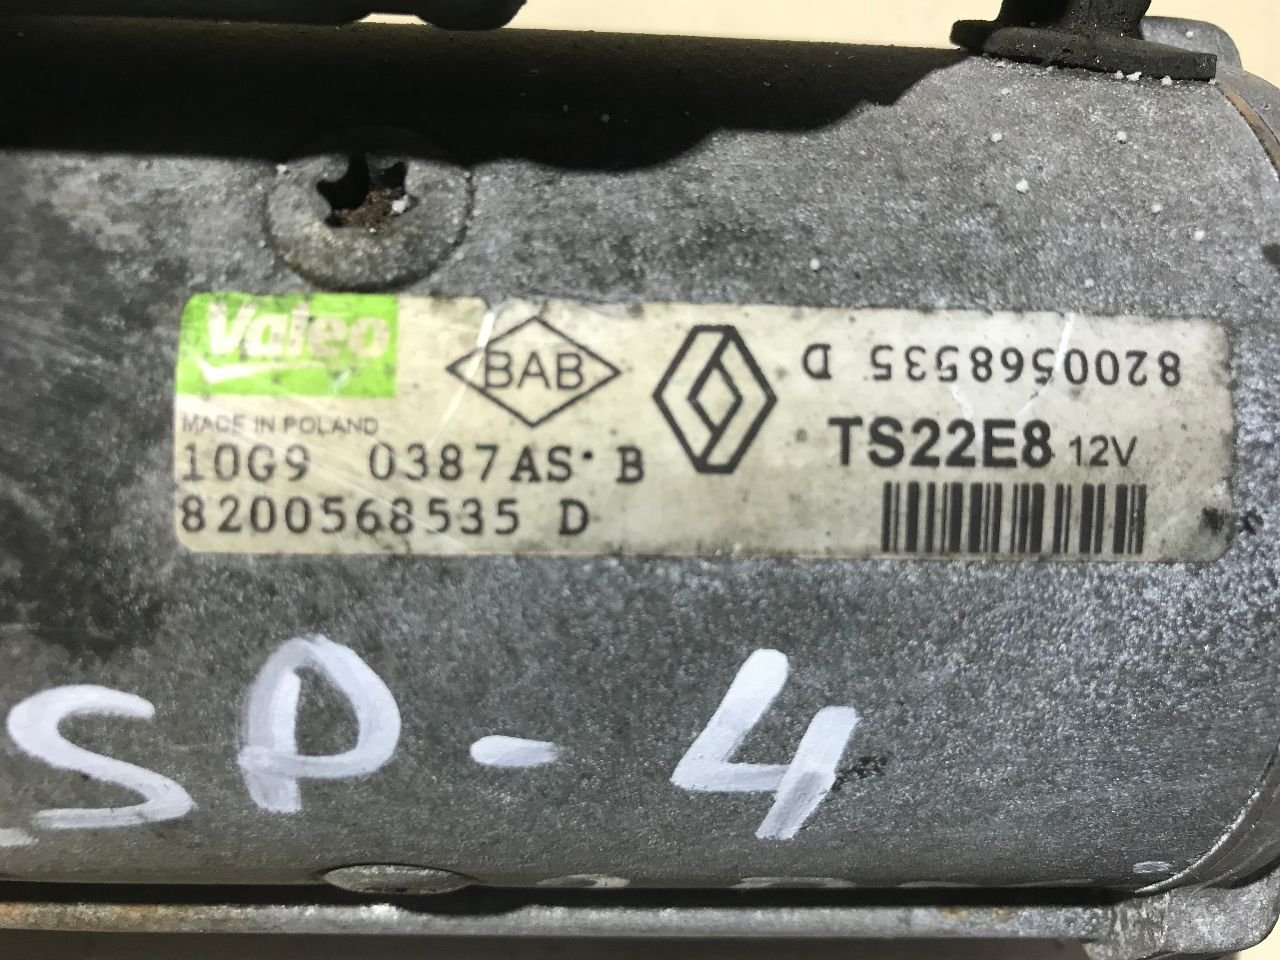 Valeo
BAB
8200568535 D
MADE IN POLAND
TS22E8 12V
10G9 0387AS· B
8200568535 D
SP-4